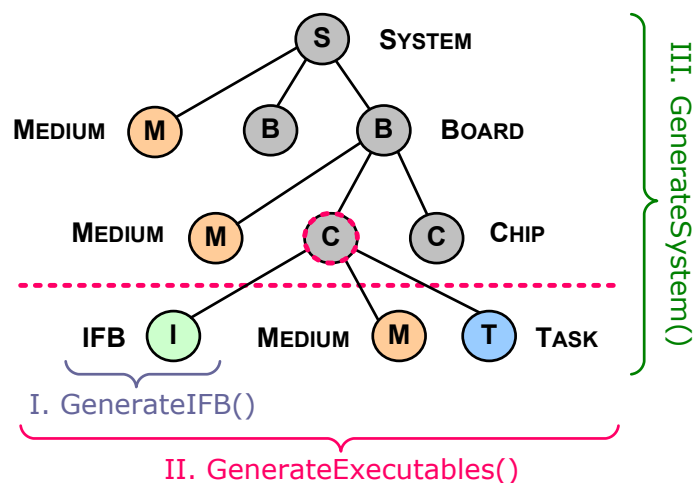 S SYSTEM
MEDIUM M B B BOARD
MEDIUM M C C CHIP
IFB I MEDIUM M T TASK
I. GenerateIFB()
II. GenerateExecutables()
III. GenerateSystem()